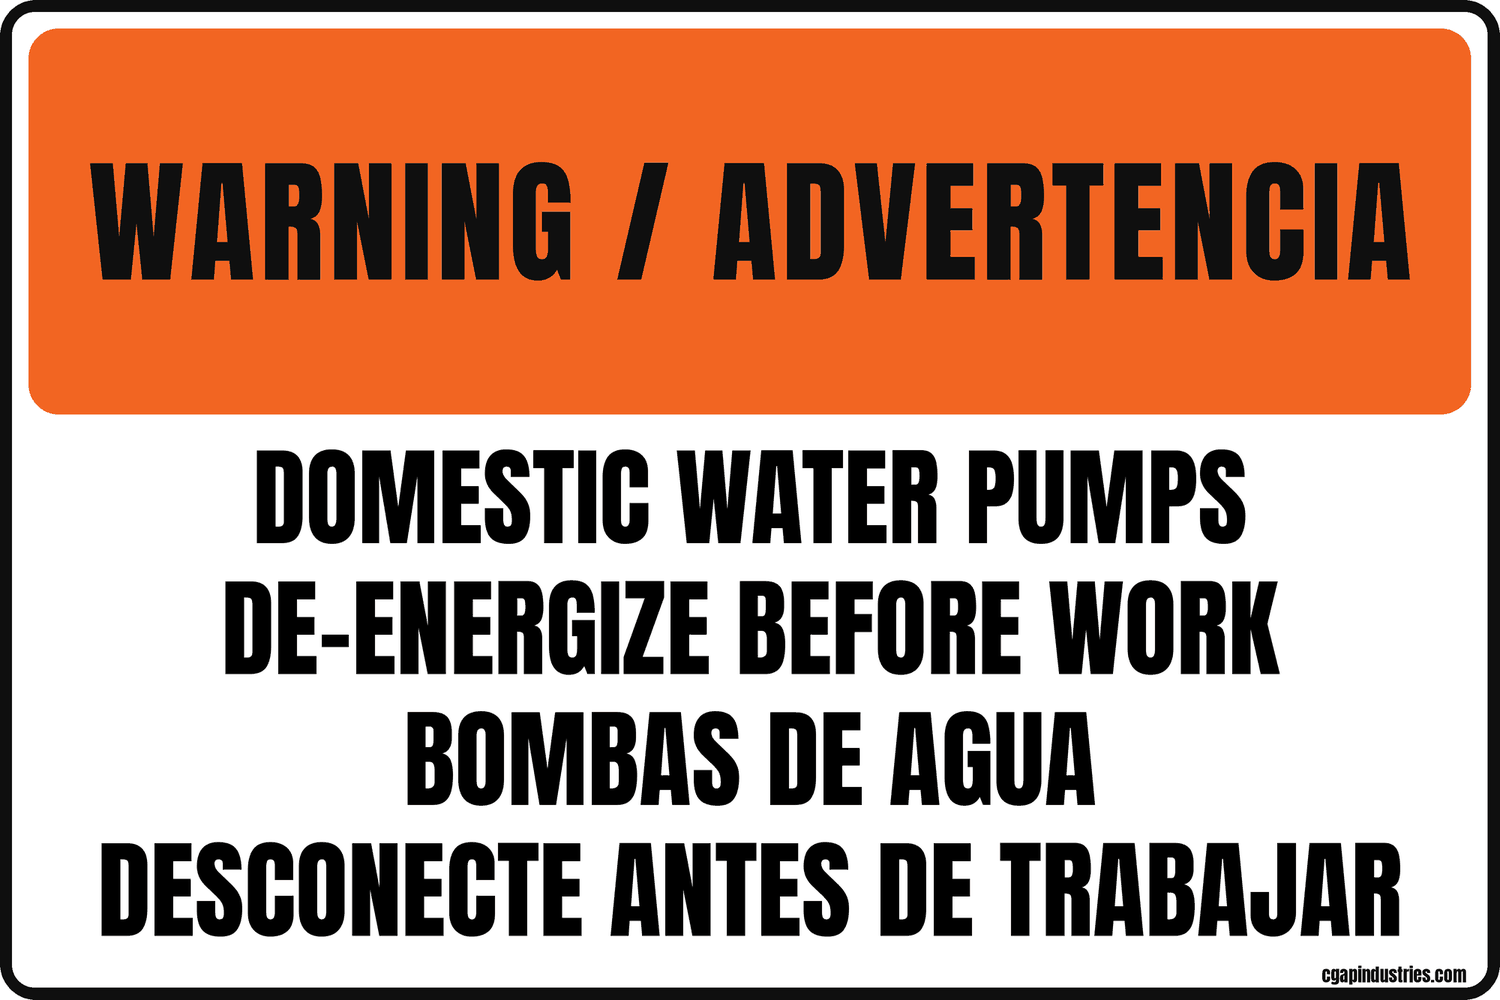 WARNING / ADVERTENCIA
DOMESTIC WATER PUMPS
DE-ENERGIZE BEFORE WORK
BOMBAS DE AGUA
DESCONECTE ANTES DE TRABAJAR
cgapindustries.com